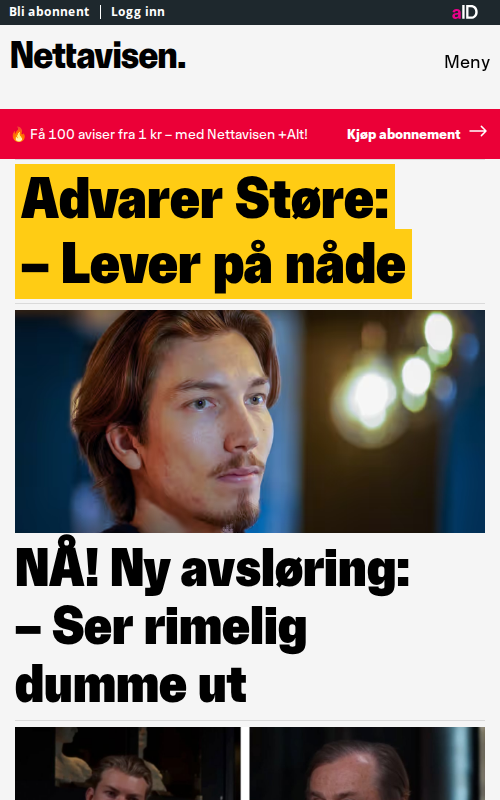 Bli abonnent | Logg inn
aID
Nettavisen.
Meny
🔥 Få 100 aviser fra 1 kr – med Nettavisen +Alt!
Kjøp abonnement →
Advarer Støre:
– Lever på nåde
NÅ! Ny avsløring:
– Ser rimelig
dumme ut